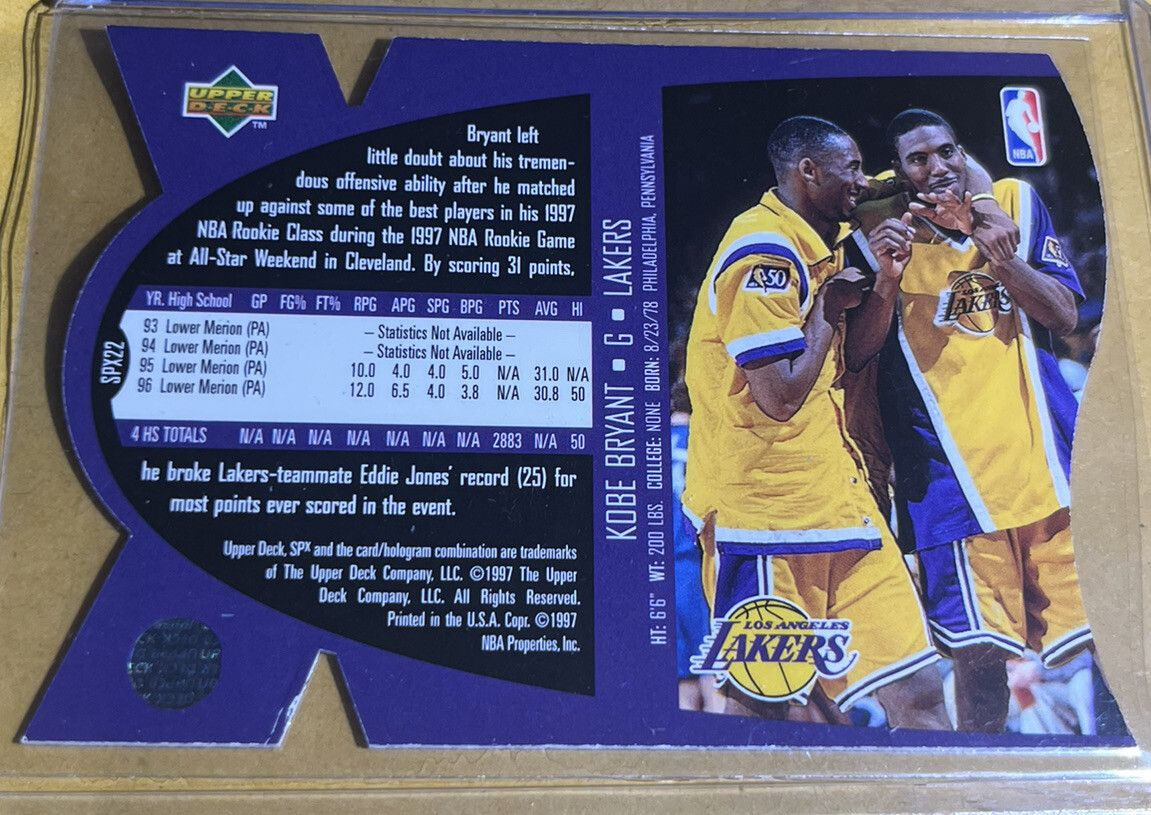 UPPER
DECK
TM
Bryant left
little doubt about his tremen-
dous offensive ability after he matched
up against some of the best players in his 1997
NBA Rookie Class during the 1997 NBA Rookie Game
at All-Star Weekend in Cleveland. By scoring 31 points,
YR. High School GP FG% FT% RPG APG SPG BPG PTS AVG HI
93 Lower Merion (PA) – Statistics Not Available –
94 Lower Merion (PA) – Statistics Not Available –
95 Lower Merion (PA) 10.0 4.0 4.0 5.0 N/A 31.0 N/A
96 Lower Merion (PA) 12.0 6.5 4.0 3.8 N/A 30.8 50
4 HS TOTALS N/A N/A N/A N/A N/A N/A N/A 2883 N/A 50
SPX22
he broke Lakers-teammate Eddie Jones' record (25) for
most points ever scored in the event.
Upper Deck, SPx and the card/hologram combination are trademarks
of The Upper Deck Company, LLC. ©1997 The Upper
Deck Company, LLC. All Rights Reserved.
Printed in the U.S.A. Copr. ©1997
NBA Properties, Inc.
KOBE BRYANT ▪ G ▪ LAKERS
HT: 6'6" WT: 200 LBS. COLLEGE: NONE BORN: 8/23/78 PHILADELPHIA, PENNSYLVANIA
NBA
50
LOS ANGELES
LAKERS
LOS ANGELES
LAKERS